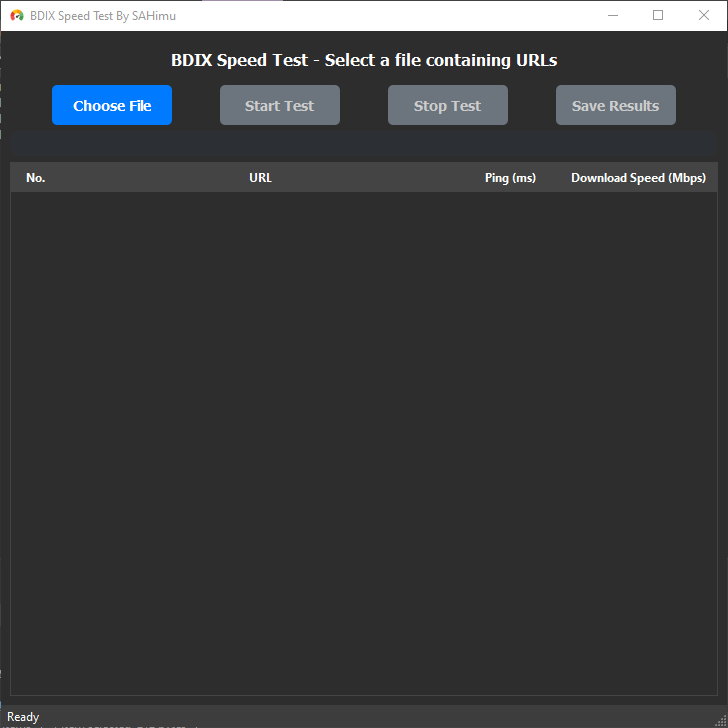 BDIX Speed Test By SAHimu
BDIX Speed Test - Select a file containing URLs
Choose File Start Test Stop Test Save Results
No. URL Ping (ms) Download Speed (Mbps)
Ready